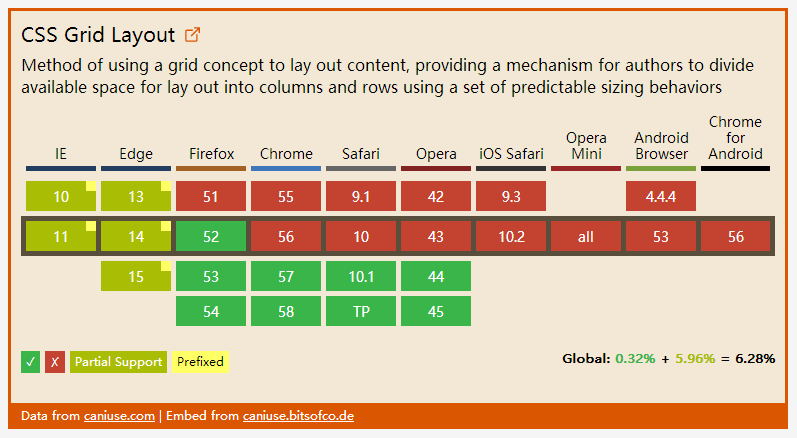 CSS Grid Layout
Method of using a grid concept to lay out content, providing a mechanism for authors to divide
available space for lay out into columns and rows using a set of predictable sizing behaviors
IE Edge Firefox Chrome Safari Opera iOS Safari Opera Mini Android Browser Chrome for Android
10 13 51 55 9.1 42 9.3 4.4.4
11 14 52 56 10 43 10.2 all 53 56
15 53 57 10.1 44
54 58 TP 45
✓ ✗ Partial Support Prefixed
Global: 0.32% + 5.96% = 6.28%
Data from caniuse.com | Embed from caniuse.bitsofco.de